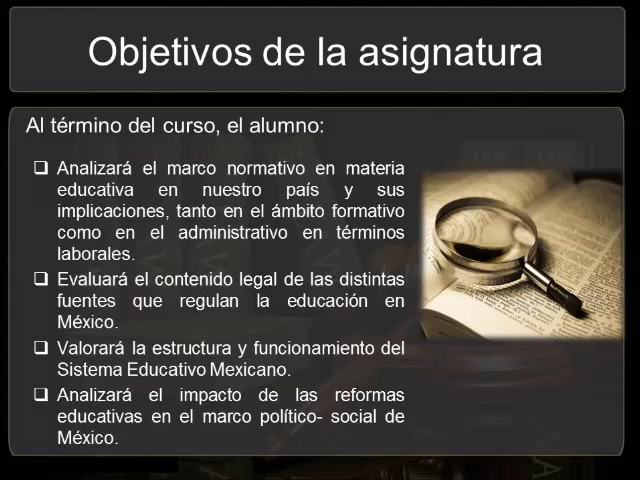 Objetivos de la asignatura
Al término del curso, el alumno:
❑ Analizará el marco normativo en materia
educativa en nuestro país y sus
implicaciones, tanto en el ámbito formativo
como en el administrativo en términos
laborales.
❑ Evaluará el contenido legal de las distintas
fuentes que regulan la educación en
México.
❑ Valorará la estructura y funcionamiento del
Sistema Educativo Mexicano.
❑ Analizará el impacto de las reformas
educativas en el marco político- social de
México.